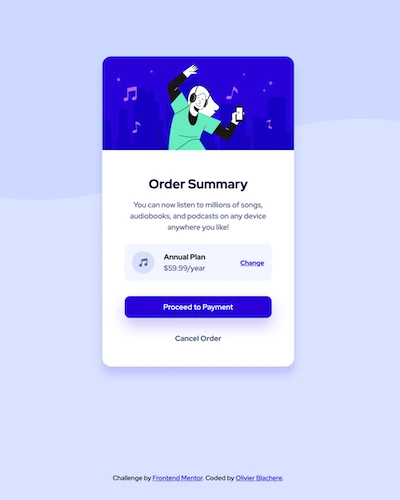 Order Summary
You can now listen to millions of songs,
audiobooks, and podcasts on any device
anywhere you like!
Annual Plan
$59.99/year
Change
Proceed to Payment
Cancel Order
Challenge by Frontend Mentor. Coded by Olivier Blachere.